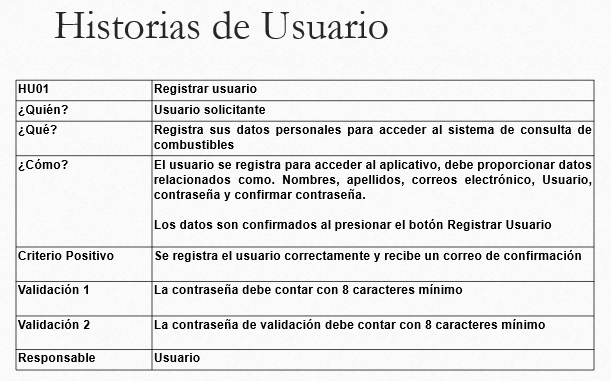 Historias de Usuario
HU01 Registrar usuario
¿Quién? Usuario solicitante
¿Qué? Registra sus datos personales para acceder al sistema de consulta de
combustibles
¿Cómo? El usuario se registra para acceder al aplicativo, debe proporcionar datos
relacionados como. Nombres, apellidos, correos electrónico, Usuario,
contraseña y confirmar contraseña.
Los datos son confirmados al presionar el botón Registrar Usuario
Criterio Positivo Se registra el usuario correctamente y recibe un correo de confirmación
Validación 1 La contraseña debe contar con 8 caracteres mínimo
Validación 2 La contraseña de validación debe contar con 8 caracteres mínimo
Responsable Usuario